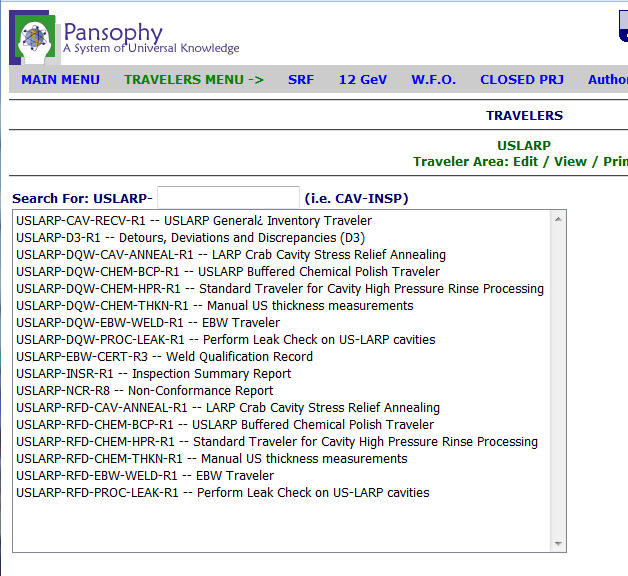 Pansophy
A System of Universal Knowledge
MAIN MENU TRAVELERS MENU -> SRF 12 GeV W.F.O. CLOSED PRJ Autho
TRAVELERS
USLARP
Traveler Area: Edit / View / Prin
Search For: USLARP- (i.e. CAV-INSP)
USLARP-CAV-RECV-R1 -- USLARP General¿ Inventory Traveler
USLARP-D3-R1 -- Detours, Deviations and Discrepancies (D3)
USLARP-DQW-CAV-ANNEAL-R1 -- LARP Crab Cavity Stress Relief Annealing
USLARP-DQW-CHEM-BCP-R1 -- USLARP Buffered Chemical Polish Traveler
USLARP-DQW-CHEM-HPR-R1 -- Standard Traveler for Cavity High Pressure Rinse Processing
USLARP-DQW-CHEM-THKN-R1 -- Manual US thickness measurements
USLARP-DQW-EBW-WELD-R1 -- EBW Traveler
USLARP-DQW-PROC-LEAK-R1 -- Perform Leak Check on US-LARP cavities
USLARP-EBW-CERT-R3 -- Weld Qualification Record
USLARP-INSR-R1 -- Inspection Summary Report
USLARP-NCR-R8 -- Non-Conformance Report
USLARP-RFD-CAV-ANNEAL-R1 -- LARP Crab Cavity Stress Relief Annealing
USLARP-RFD-CHEM-BCP-R1 -- USLARP Buffered Chemical Polish Traveler
USLARP-RFD-CHEM-HPR-R1 -- Standard Traveler for Cavity High Pressure Rinse Processing
USLARP-RFD-CHEM-THKN-R1 -- Manual US thickness measurements
USLARP-RFD-EBW-WELD-R1 -- EBW Traveler
USLARP-RFD-PROC-LEAK-R1 -- Perform Leak Check on US-LARP cavities